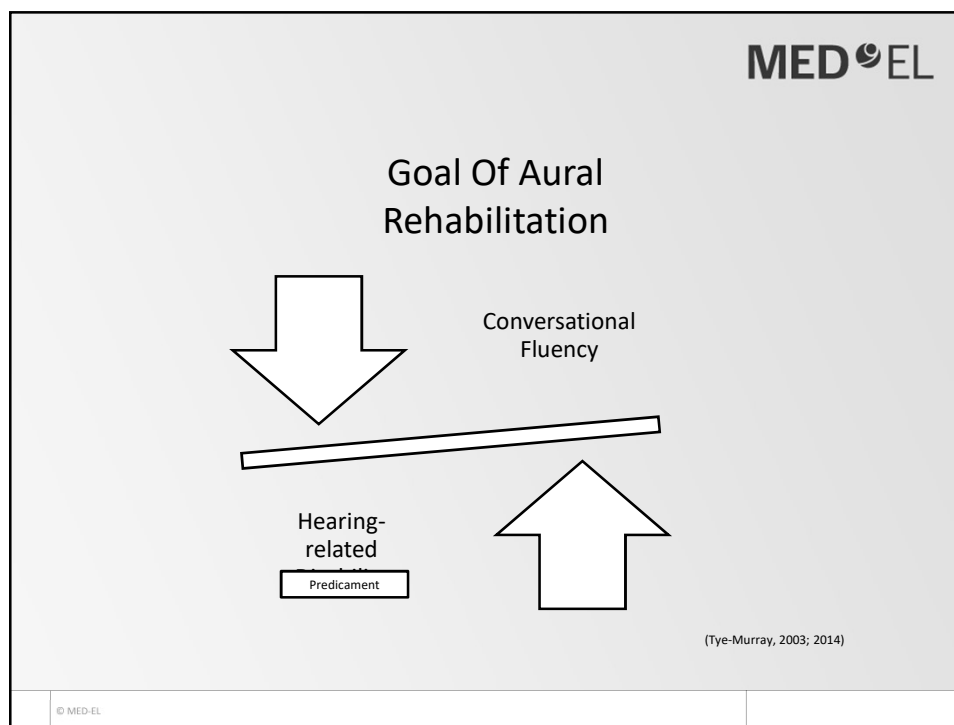 MED EL
Goal Of Aural
Rehabilitation
Conversational
Fluency
Hearing-
related
Predicament
(Tye-Murray, 2003; 2014)
© MED-EL